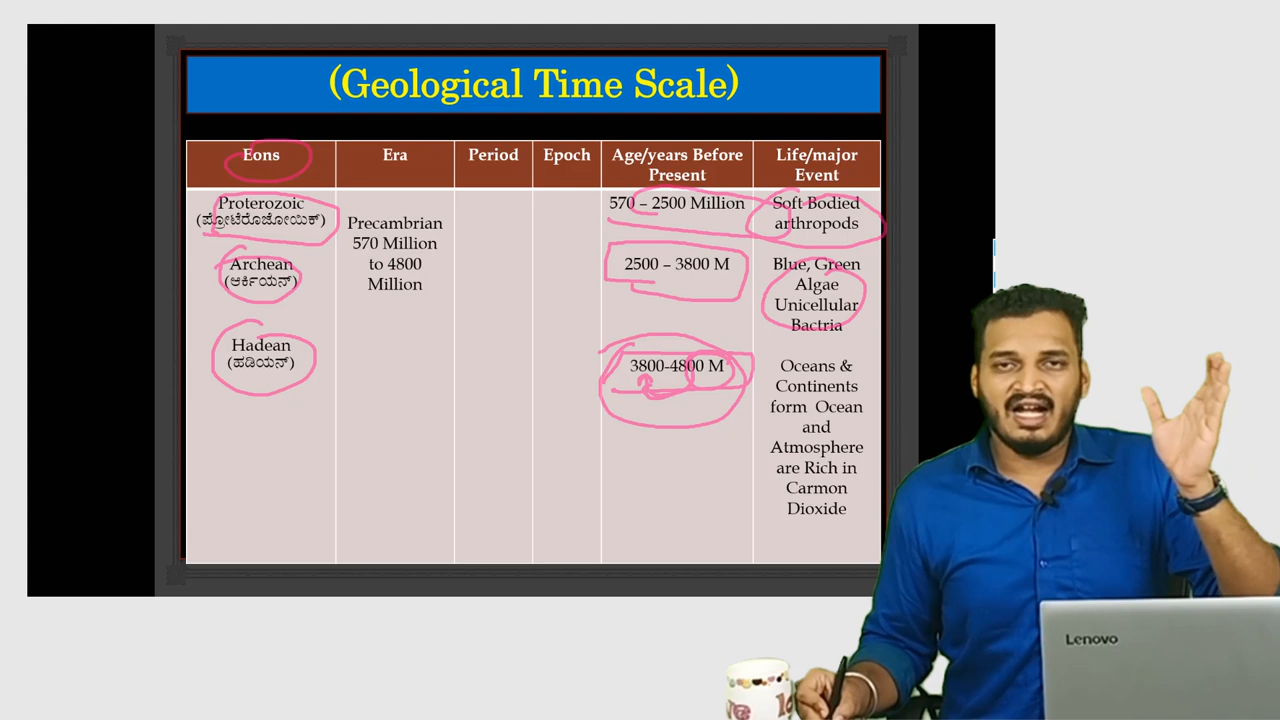 (Geological Time Scale)
Eons
Era
Period
Epoch
Age/years Before
Present
Life/major
Event
Proterozoic
(ಪ್ರೋಟೆರೊಜೋಯಿಕ್)
Precambrian
570 Million
to 4800
Million
570 – 2500 Million
Soft Bodied
arthropods
Archean
(ಆರ್ಕಿಯನ್)
2500 – 3800 M
Blue, Green
Algae
Unicellular
Bactria
Hadean
(ಹಡಿಯನ್)
3800-4800 M
Oceans &
Continents
form Ocean
and
Atmosphere
are Rich in
Carmon
Dioxide
Lenovo